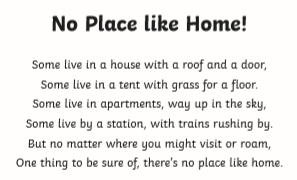 No Place like Home!
Some live in a house with a roof and a door,
Some live in a tent with grass for a floor.
Some live in apartments, way up in the sky,
Some live by a station, with trains rushing by.
But no matter where you might visit or roam,
One thing to be sure of, there's no place like home.